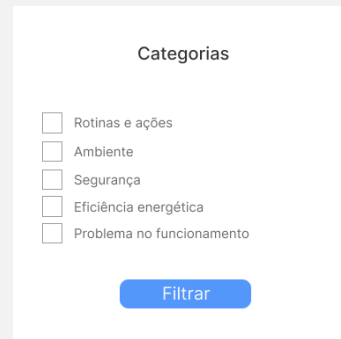 Categorias
Rotinas e ações
Ambiente
Segurança
Eficiência energética
Problema no funcionamento
Filtrar